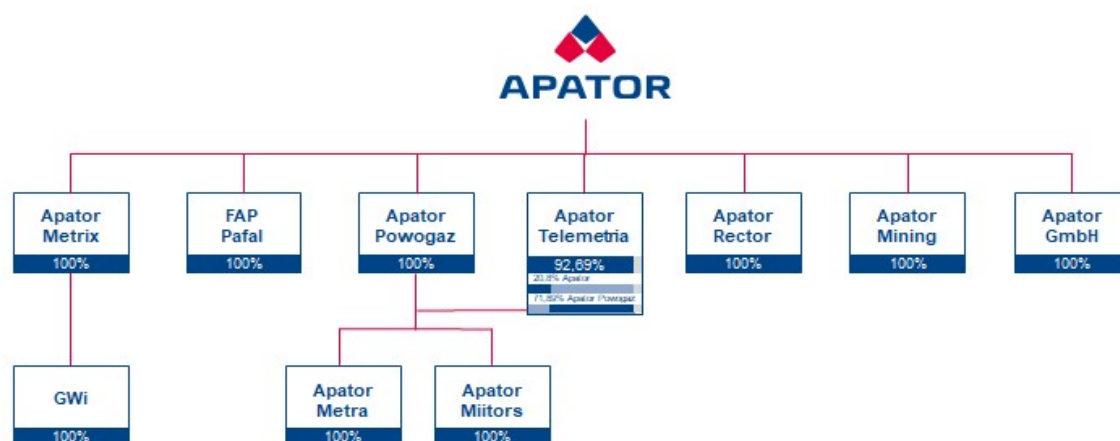 APATOR
Apator
Metrix
100%
FAP
Pafal
100%
Apator
Powogaz
100%
Apator
Telemetria
92,69%
20,8% Apator
71,89% Apator Powogaz
Apator
Rector
100%
Apator
Mining
100%
Apator
GmbH
100%
GWi
100%
Apator
Metra
100%
Apator
Miitors
100%